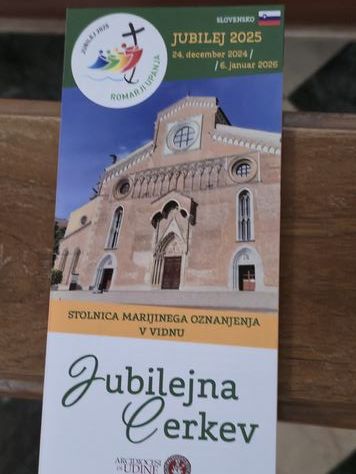 SLOVENSKO
JUBILEJ 2025
JUBILEJ 2025
24. december 2024 /
/ 6. januar 2026
ROMARJI UPANJA
STOLNICA MARIJINEGA OZNANJENJA
V VIDNU
Jubilejna
Cerkev
ARCIDIOCESI
DI UDINE